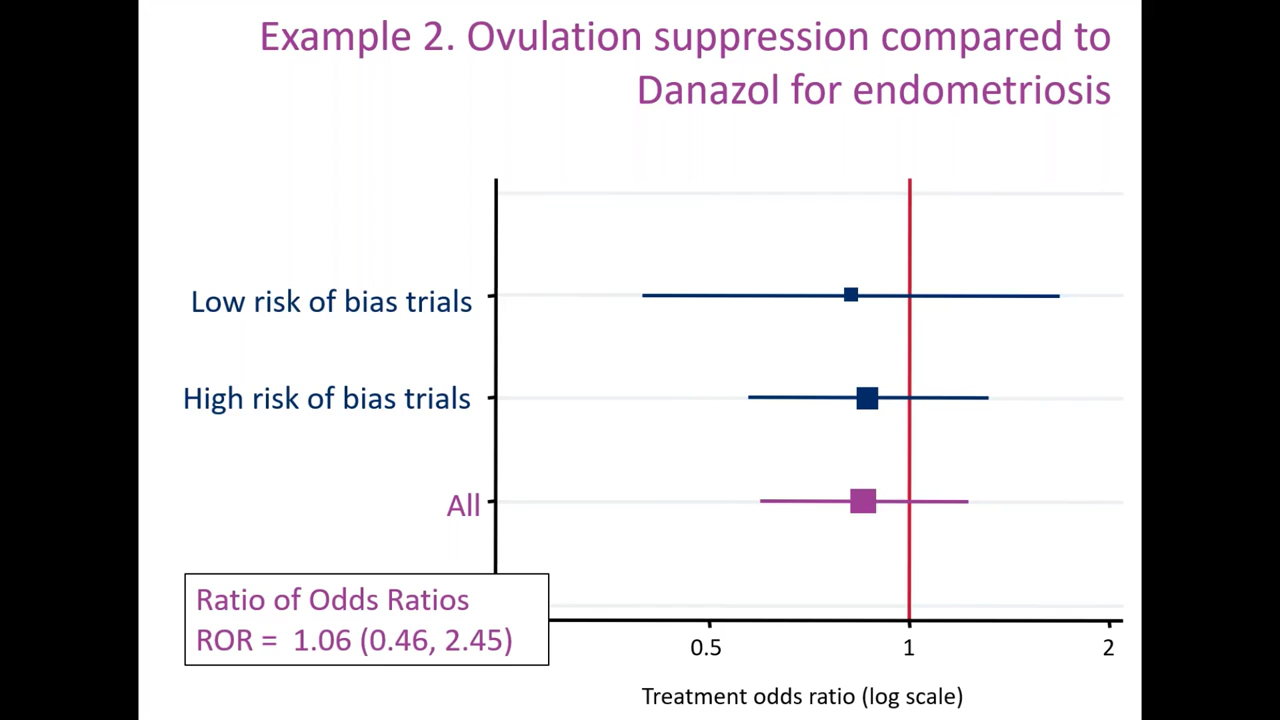 Example 2. Ovulation suppression compared to
Danazol for endometriosis
Low risk of bias trials
High risk of bias trials
All
Ratio of Odds Ratios
ROR = 1.06 (0.46, 2.45)
0.5
1
2
Treatment odds ratio (log scale)